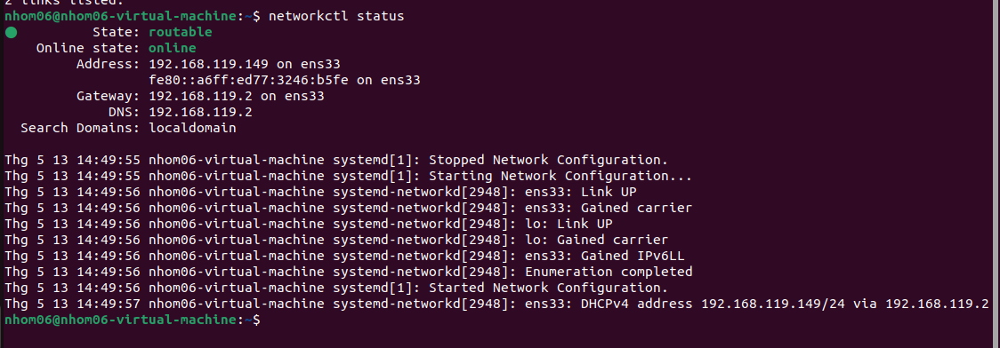 2 links listed.
nhom06@nhom06-virtual-machine:~$ networkctl status
● State: routable
Online state: online
Address: 192.168.119.149 on ens33
fe80::a6ff:ed77:3246:b5fe on ens33
Gateway: 192.168.119.2 on ens33
DNS: 192.168.119.2
Search Domains: localdomain
Thg 5 13 14:49:55 nhom06-virtual-machine systemd[1]: Stopped Network Configuration.
Thg 5 13 14:49:55 nhom06-virtual-machine systemd[1]: Starting Network Configuration...
Thg 5 13 14:49:56 nhom06-virtual-machine systemd-networkd[2948]: ens33: Link UP
Thg 5 13 14:49:56 nhom06-virtual-machine systemd-networkd[2948]: ens33: Gained carrier
Thg 5 13 14:49:56 nhom06-virtual-machine systemd-networkd[2948]: lo: Link UP
Thg 5 13 14:49:56 nhom06-virtual-machine systemd-networkd[2948]: lo: Gained carrier
Thg 5 13 14:49:56 nhom06-virtual-machine systemd-networkd[2948]: ens33: Gained IPv6LL
Thg 5 13 14:49:56 nhom06-virtual-machine systemd-networkd[2948]: Enumeration completed
Thg 5 13 14:49:56 nhom06-virtual-machine systemd[1]: Started Network Configuration.
Thg 5 13 14:49:57 nhom06-virtual-machine systemd-networkd[2948]: ens33: DHCPv4 address 192.168.119.149/24 via 192.168.119.2
nhom06@nhom06-virtual-machine:~$